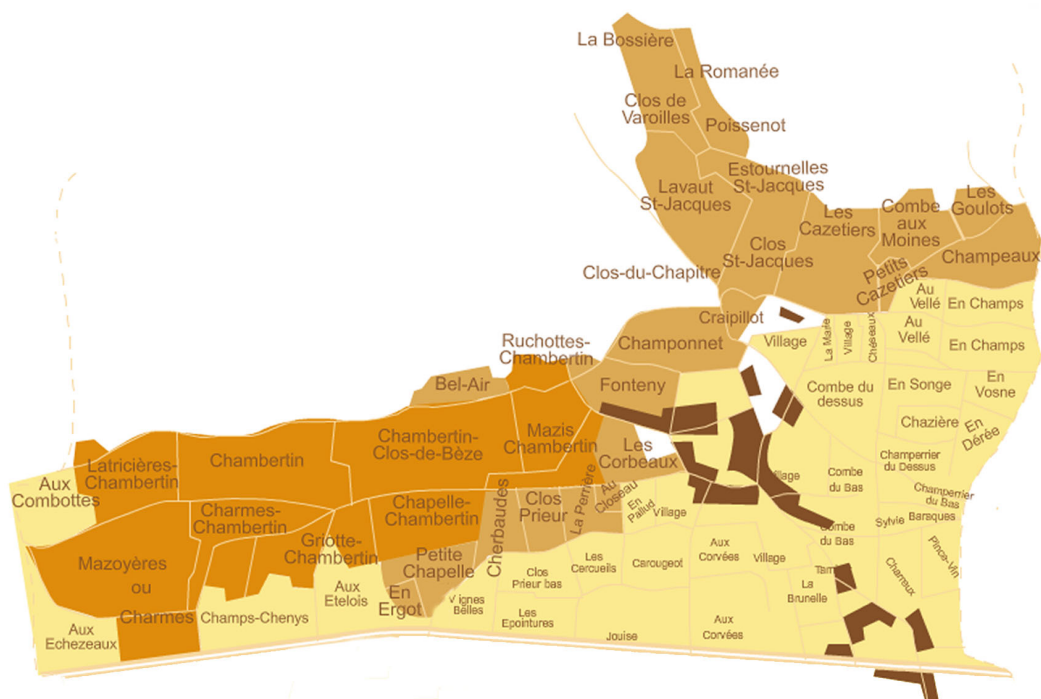 La Bossière
La Romanée
Clos de
Varoilles
Poissenot
Estournelles
St-Jacques
Lavaut
St-Jacques
Les
Cazetiers
Combe
aux
Moines
Les
Goulots
Clos
St-Jacques
Champeaux
Clos-du-Chapitre
Petits
Cazetiers
Au
Vellé
En Champs
Craipillot
Village
La Marie
Village
Chéseaux
Au
Vellé
En Champs
Ruchottes-
Chambertin
Champonnet
Bel-Air
Fonteny
Combe du
dessus
En Songe
En
Vosne
Chazière
En
Dérée
Chambertin-
Clos-de-Bèze
Mazis
Chambertin
Les
Corbeaux
Latricières-
Chambertin
Chambertin
Champerrier
du Dessus
Aux
Combottes
La Perrière
Au
Closeau
En
Pallud
Village
Village
Combe
du Bas
Champerrier
du Bas
Charmes-
Chambertin
Chapelle-
Chambertin
Cherbaudes
Clos
Prieur
Combe
du Bas
Sylvie
Baraques
Griotte-
Chambertin
Petite
Chapelle
Les
Cercueils
Carougeot
Aux
Corvées
Village
Pince-Vin
Mazoyères
ou
Charmes
Clos
Prieur bas
La
Brunelle
Charreux
Aux
Etelois
En
Ergot
Vignes
Belles
Les
Epointures
Champs-Chenys
Aux
Echezeaux
Jouise
Aux
Corvées